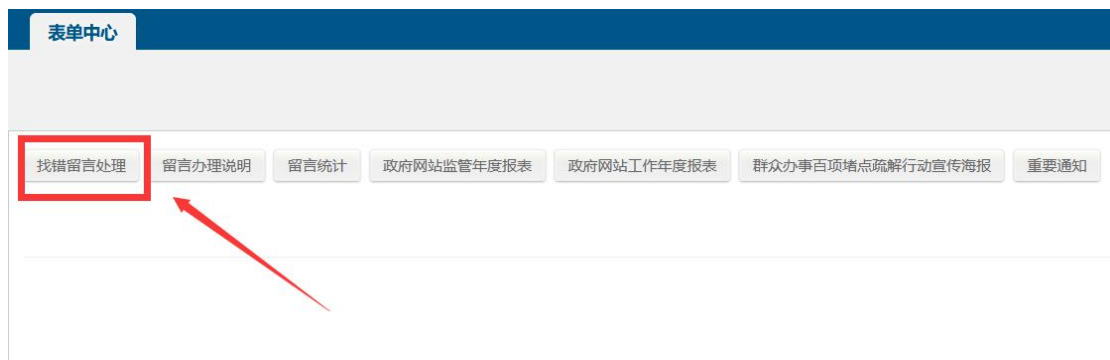 表单中心
找错留言处理 留言办理说明 留言统计 政府网站监管年度报表 政府网站工作年度报表 群众办事百项堵点疏解行动宣传海报 重要通知